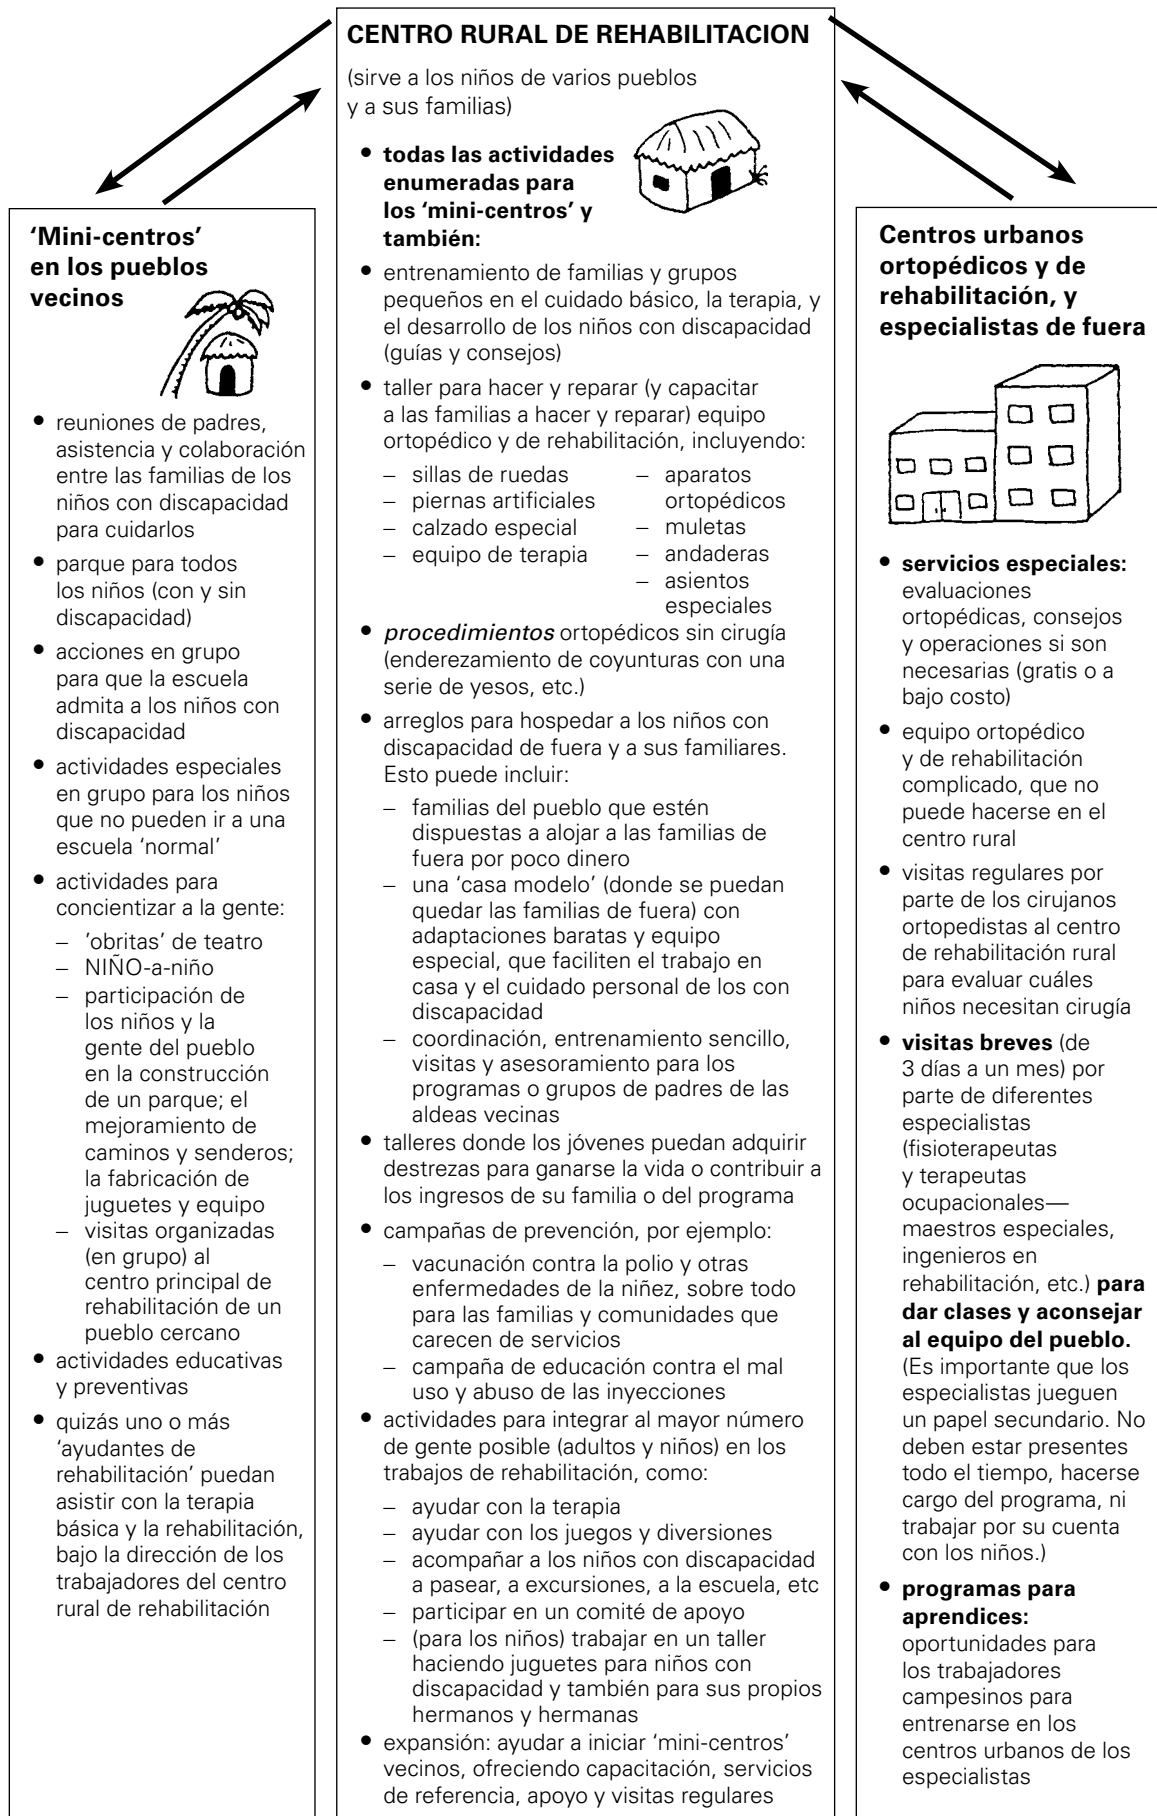 CENTRO RURAL DE REHABILITACION
(sirve a los niños de varios pueblos
y a sus familias)
• todas las actividades
enumeradas para
los ‘mini-centros’ y
también:
• entrenamiento de familias y grupos
pequeños en el cuidado básico, la terapia, y
el desarrollo de los niños con discapacidad
(guías y consejos)
• taller para hacer y reparar (y capacitar
a las familias a hacer y reparar) equipo
ortopédico y de rehabilitación, incluyendo:
– sillas de ruedas
– piernas artificiales
– calzado especial
– equipo de terapia
– aparatos
ortopédicos
– muletas
– andaderas
– asientos
especiales
• procedimientos ortopédicos sin cirugía
(enderezamiento de coyunturas con una
serie de yesos, etc.)
• arreglos para hospedar a los niños con
discapacidad de fuera y a sus familiares.
Esto puede incluir:
– familias del pueblo que estén
dispuestas a alojar a las familias de
fuera por poco dinero
– una ‘casa modelo’ (donde se puedan
quedar las familias de fuera) con
adaptaciones baratas y equipo
especial, que faciliten el trabajo en
casa y el cuidado personal de los con
discapacidad
– coordinación, entrenamiento sencillo,
visitas y asesoramiento para los
programas o grupos de padres de las
aldeas vecinas
• talleres donde los jóvenes puedan adquirir
destrezas para ganarse la vida o contribuir a
los ingresos de su familia o del programa
• campañas de prevención, por ejemplo:
– vacunación contra la polio y otras
enfermedades de la niñez, sobre todo
para las familias y comunidades que
carecen de servicios
– campaña de educación contra el mal
uso y abuso de las inyecciones
• actividades para integrar al mayor número
de gente posible (adultos y niños) en los
trabajos de rehabilitación, como:
– ayudar con la terapia
– ayudar con los juegos y diversiones
– acompañar a los niños con discapacidad
a pasear, a excursiones, a la escuela, etc
– participar en un comité de apoyo
– (para los niños) trabajar en un taller
haciendo juguetes para niños con
discapacidad y también para sus propios
hermanos y hermanas
• expansión: ayudar a iniciar ‘mini-centros’
vecinos, ofreciendo capacitación, servicios
de referencia, apoyo y visitas regulares
‘Mini-centros’
en los pueblos
vecinos
• reuniones de padres,
asistencia y colaboración
entre las familias de los
niños con discapacidad
para cuidarlos
• parque para todos
los niños (con y sin
discapacidad)
• acciones en grupo
para que la escuela
admita a los niños con
discapacidad
• actividades especiales
en grupo para los niños
que no pueden ir a una
escuela ‘normal’
• actividades para
concientizar a la gente:
– ’obritas’ de teatro
– NIÑO-a-niño
– participación de
los niños y la
gente del pueblo
en la construcción
de un parque; el
mejoramiento de
caminos y senderos;
la fabricación de
juguetes y equipo
– visitas organizadas
(en grupo) al
centro principal de
rehabilitación de un
pueblo cercano
• actividades educativas
y preventivas
• quizás uno o más
‘ayudantes de
rehabilitación’ puedan
asistir con la terapia
básica y la rehabilitación,
bajo la dirección de los
trabajadores del centro
rural de rehabilitación
Centros urbanos
ortopédicos y de
rehabilitación, y
especialistas de fuera
• servicios especiales:
evaluaciones
ortopédicas, consejos
y operaciones si son
necesarias (gratis o a
bajo costo)
• equipo ortopédico
y de rehabilitación
complicado, que no
puede hacerse en el
centro rural
• visitas regulares por
parte de los cirujanos
ortopedistas al centro
de rehabilitación rural
para evaluar cuáles
niños necesitan cirugía
• visitas breves (de
3 días a un mes) por
parte de diferentes
especialistas
(fisioterapeutas
y terapeutas
ocupacionales—
maestros especiales,
ingenieros en
rehabilitación, etc.) para
dar clases y aconsejar
al equipo del pueblo.
(Es importante que los
especialistas jueguen
un papel secundario. No
deben estar presentes
todo el tiempo, hacerse
cargo del programa, ni
trabajar por su cuenta
con los niños.)
• programas para
aprendices:
oportunidades para
los trabajadores
campesinos para
entrenarse en los
centros urbanos de los
especialistas